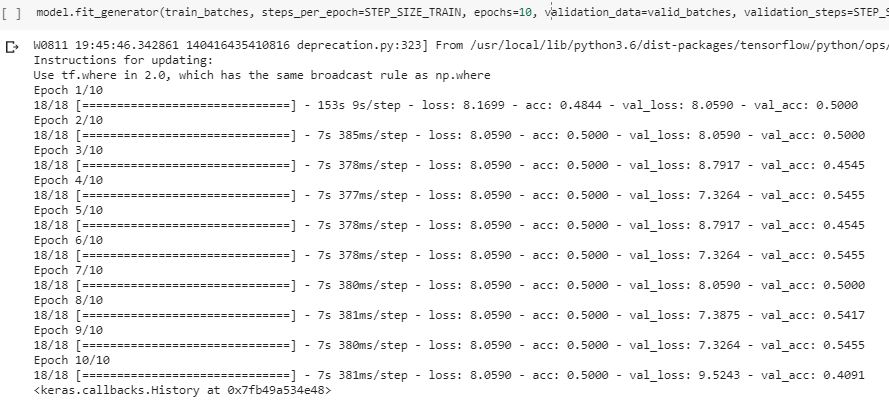 [ ] model.fit_generator(train_batches, steps_per_epoch=STEP_SIZE_TRAIN, epochs=10, validation_data=valid_batches, validation_steps=STEP_S
W0811 19:45:46.342861 140416435410816 deprecation.py:323] From /usr/local/lib/python3.6/dist-packages/tensorflow/python/ops/
Instructions for updating:
Use tf.where in 2.0, which has the same broadcast rule as np.where
Epoch 1/10
18/18 [==============================] - 153s 9s/step - loss: 8.1699 - acc: 0.4844 - val_loss: 8.0590 - val_acc: 0.5000
Epoch 2/10
18/18 [==============================] - 7s 385ms/step - loss: 8.0590 - acc: 0.5000 - val_loss: 8.0590 - val_acc: 0.5000
Epoch 3/10
18/18 [==============================] - 7s 378ms/step - loss: 8.0590 - acc: 0.5000 - val_loss: 8.7917 - val_acc: 0.4545
Epoch 4/10
18/18 [==============================] - 7s 377ms/step - loss: 8.0590 - acc: 0.5000 - val_loss: 7.3264 - val_acc: 0.5455
Epoch 5/10
18/18 [==============================] - 7s 378ms/step - loss: 8.0590 - acc: 0.5000 - val_loss: 8.7917 - val_acc: 0.4545
Epoch 6/10
18/18 [==============================] - 7s 378ms/step - loss: 8.0590 - acc: 0.5000 - val_loss: 7.3264 - val_acc: 0.5455
Epoch 7/10
18/18 [==============================] - 7s 380ms/step - loss: 8.0590 - acc: 0.5000 - val_loss: 8.0590 - val_acc: 0.5000
Epoch 8/10
18/18 [==============================] - 7s 381ms/step - loss: 8.0590 - acc: 0.5000 - val_loss: 7.3875 - val_acc: 0.5417
Epoch 9/10
18/18 [==============================] - 7s 380ms/step - loss: 8.0590 - acc: 0.5000 - val_loss: 7.3264 - val_acc: 0.5455
Epoch 10/10
18/18 [==============================] - 7s 381ms/step - loss: 8.0590 - acc: 0.5000 - val_loss: 9.5243 - val_acc: 0.4091
<keras.callbacks.History at 0x7fb49a534e48>